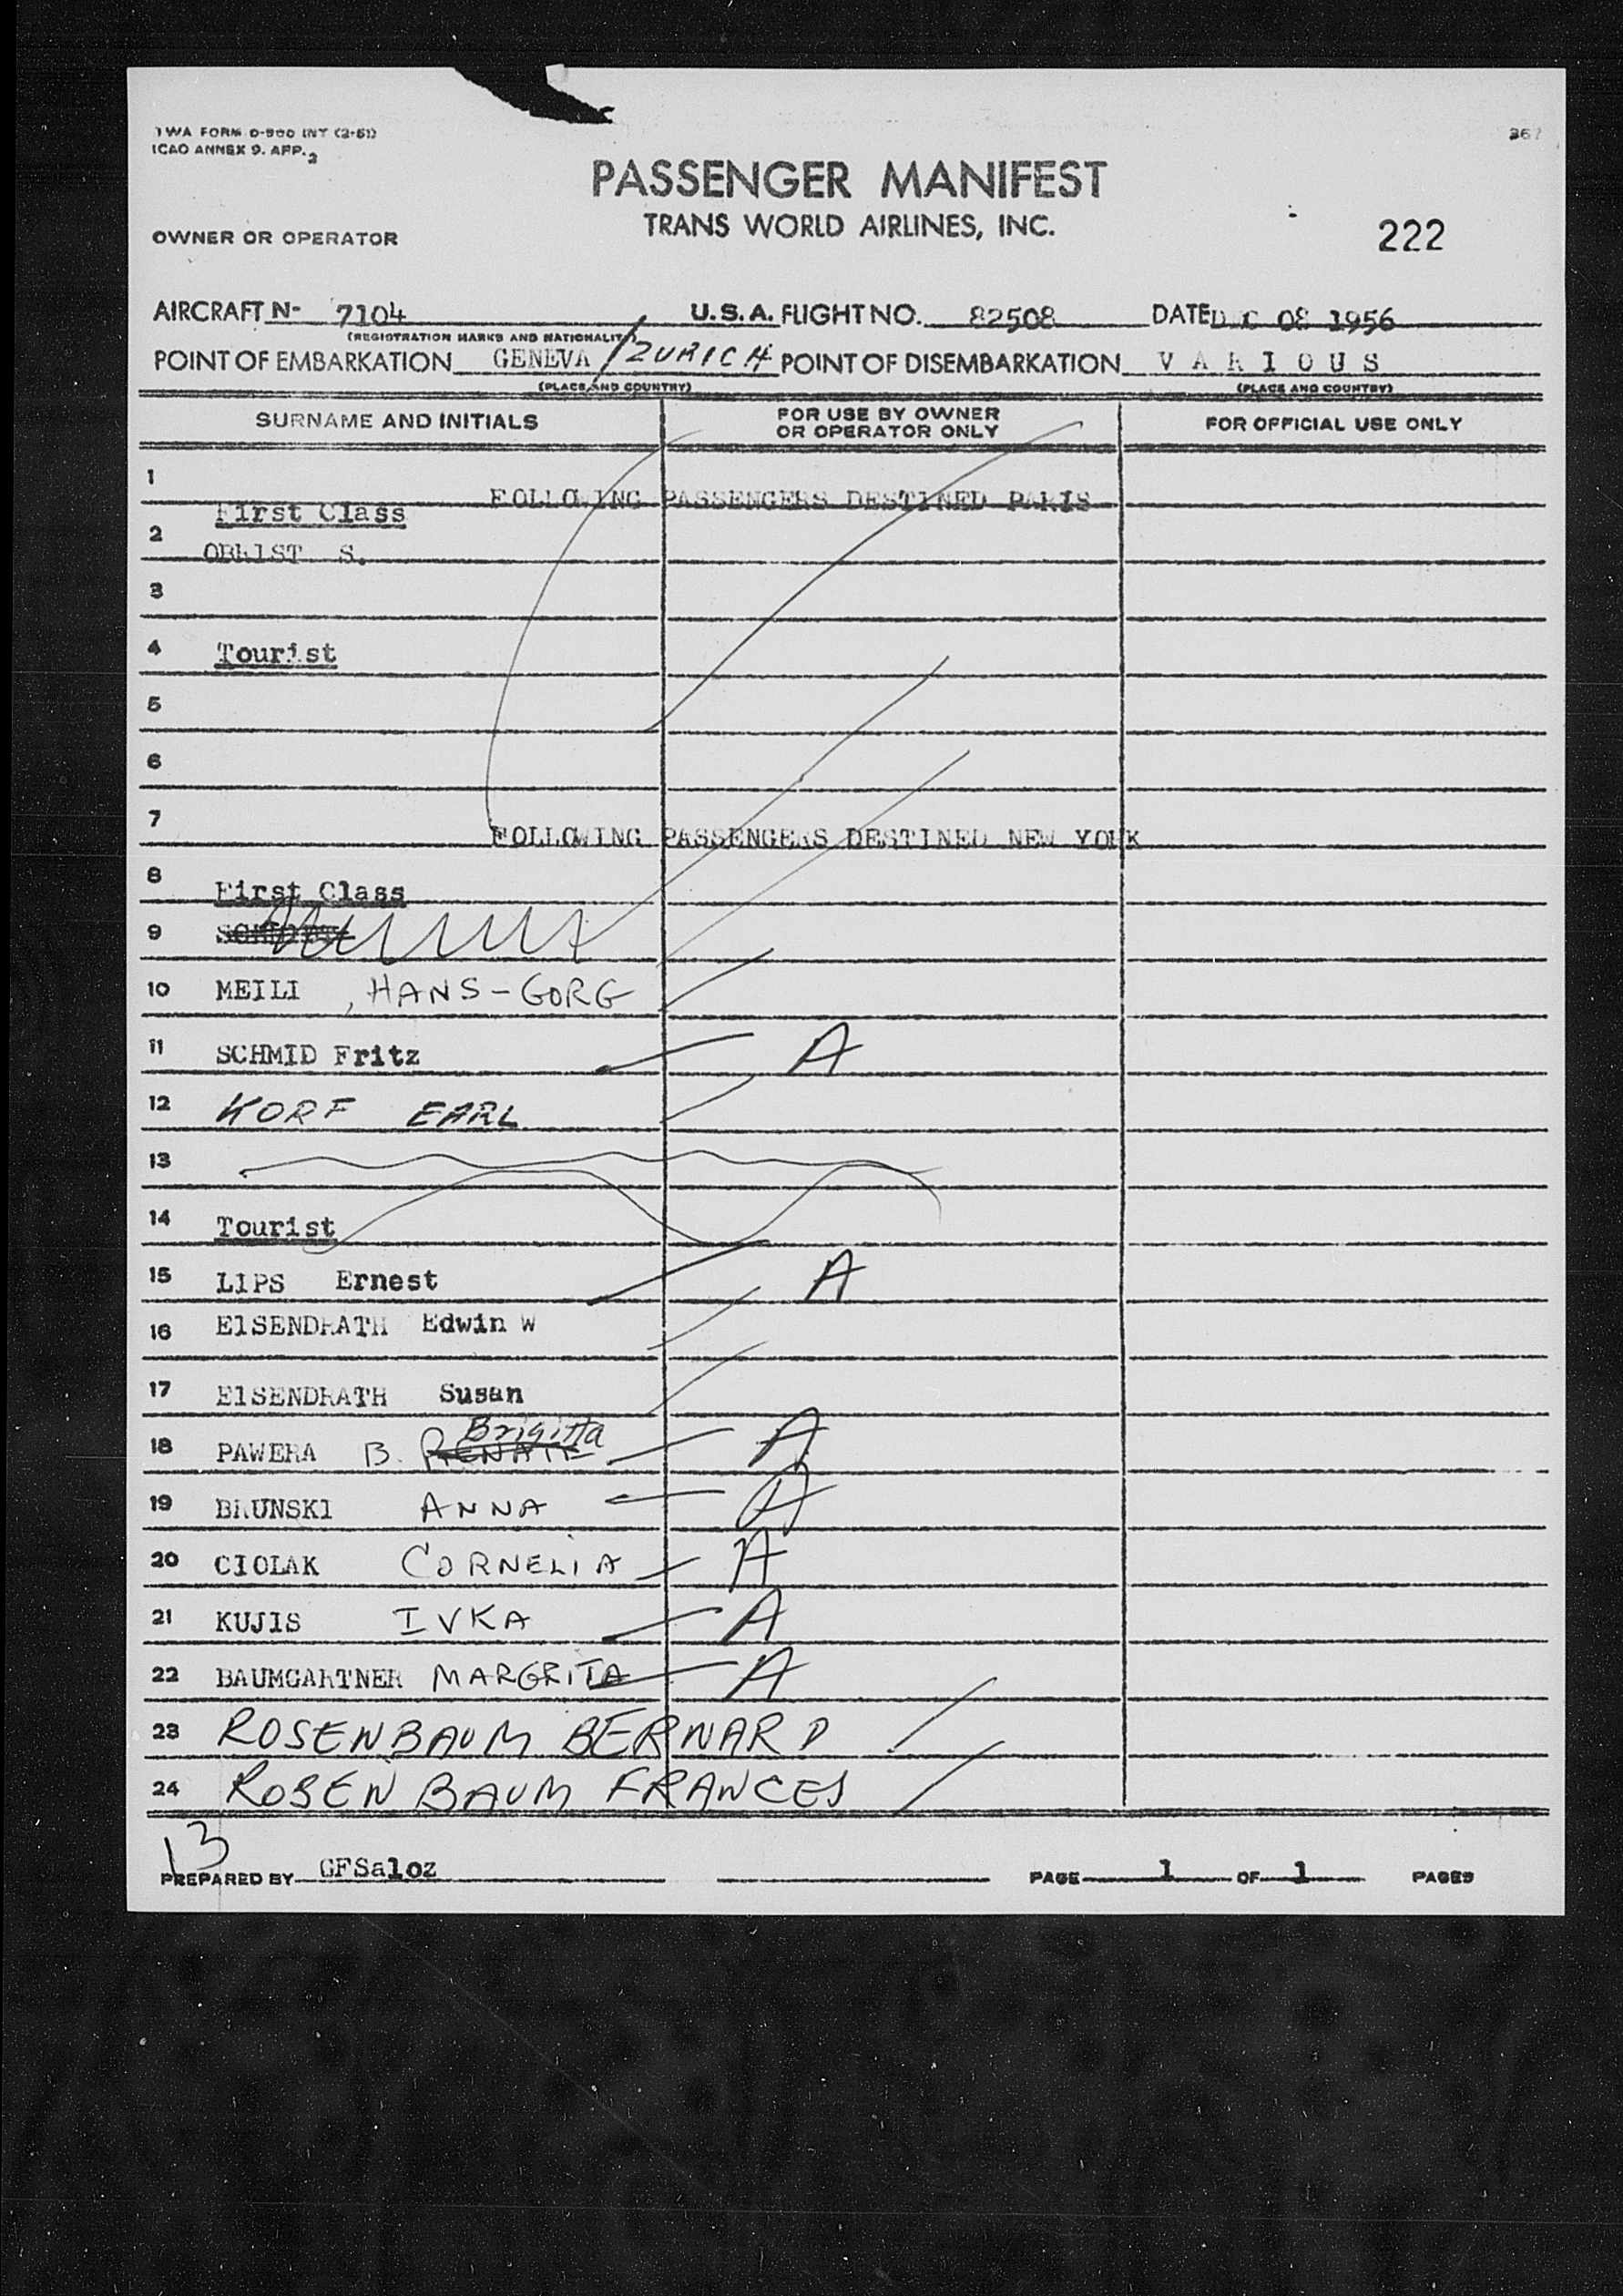 TWA FORM O-900 INT (2-51)
ICAO ANNEX 9. APP. 2
PASSENGER MANIFEST
TRANS WORLD AIRLINES, INC.
OWNER OR OPERATOR
222
AIRCRAFT N- 7104 U.S.A. FLIGHT NO. 82508 DATE D C 08 1956
(REGISTRATION MARKS AND NATIONALITY)
POINT OF EMBARKATION GENEVA / ZURICH POINT OF DISEMBARKATION V A R I O U S
(PLACE AND COUNTRY) (PLACE AND COUNTRY)
SURNAME AND INITIALS FOR USE BY OWNER OR OPERATOR ONLY FOR OFFICIAL USE ONLY
1 FOLLOWING PASSENGERS DESTINED PARIS
First Class
2 OBRIST S.
3
4 Tourist
5
6
7 FOLLOWING PASSENGERS DESTINED NEW YORK
8 First Class
9
10 MEILI , HANS-GORG
11 SCHMID Fritz A
12 KORF EARL
13
14 Tourist
15 LIPS Ernest A
16 EISENDRATH Edwin W
17 EISENDRATH Susan
18 PAWERA B. RENATE Brigitta A
19 BRUNSKI ANNA A
20 CIOLAK CORNELIA A
21 KUJIS IVKA A
22 BAUMGARTNER MARGRITA A
23 ROSENBAUM BERNARD
24 ROSENBAUM FRANCES
13
PREPARED BY GFSaloz PAGE 1 OF 1 PAGES